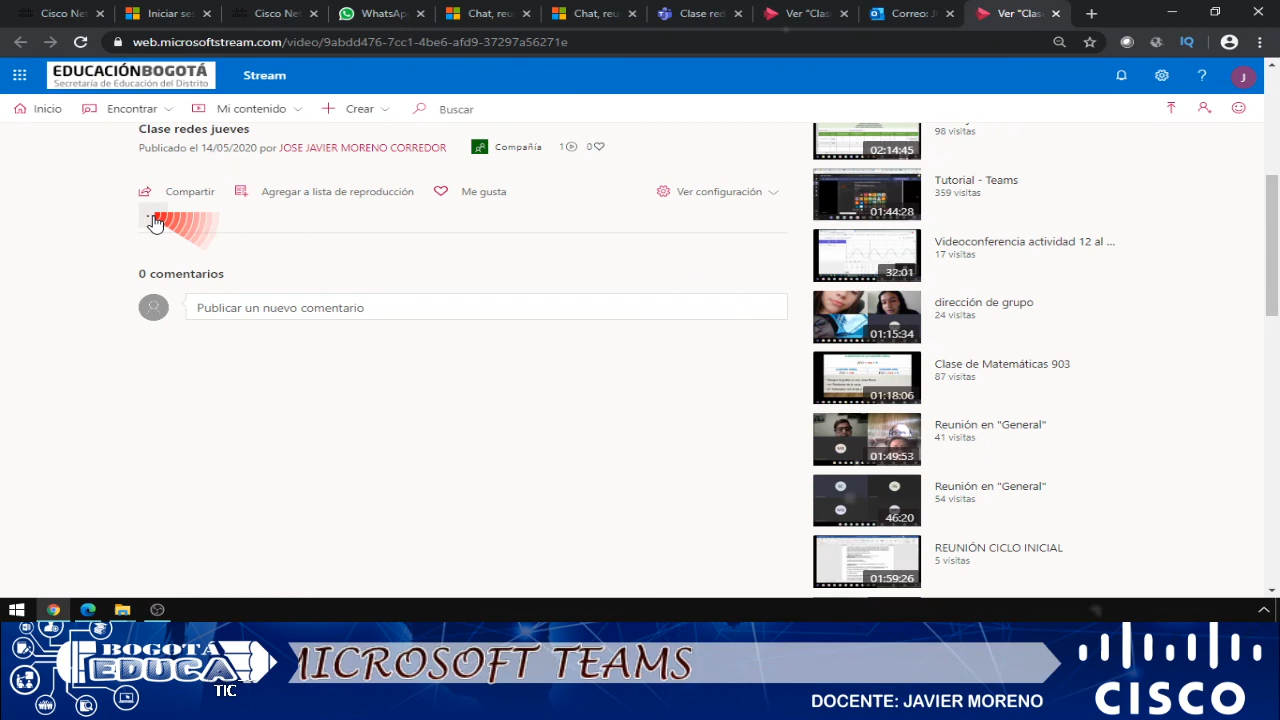 Cisco Net
Iniciar ses
Cisco Net
WhatsApp
Chat, reu
Chat, reu
Clase red
Ver "Clas
Correo: J
Ver "Clas
web.microsoftstream.com/video/9abdd476-7cc1-4be6-afd9-37297a56271e
IQ
EDUCACIÓNBOGOTÁ
Secretaría de Educación del Distrito
Stream
J
Inicio
Encontrar
Mi contenido
Crear
Buscar
Clase redes jueves
Publicado el 14/05/2020 por JAVIER MORENO CARDENAS
Compañía
1
0
Compartir
Agregar a lista de reproducción
Me gusta
Ver configuración
0 comentarios
Publicar un nuevo comentario
98 visitas
02:14:45
Tutorial - Teams
359 visitas
01:44:28
Videoconferencia actividad 12 al ...
17 visitas
32:01
dirección de grupo
24 visitas
01:15:34
Clase de Matemáticas 903
87 visitas
01:18:06
Reunión en "General"
41 visitas
01:49:53
Reunión en "General"
54 visitas
46:20
REUNIÓN CICLO INICIAL
5 visitas
01:59:26
BOGOTÁ
EDUCA
TIC
MICROSOFT TEAMS
DOCENTE: JAVIER MORENO
CISCO